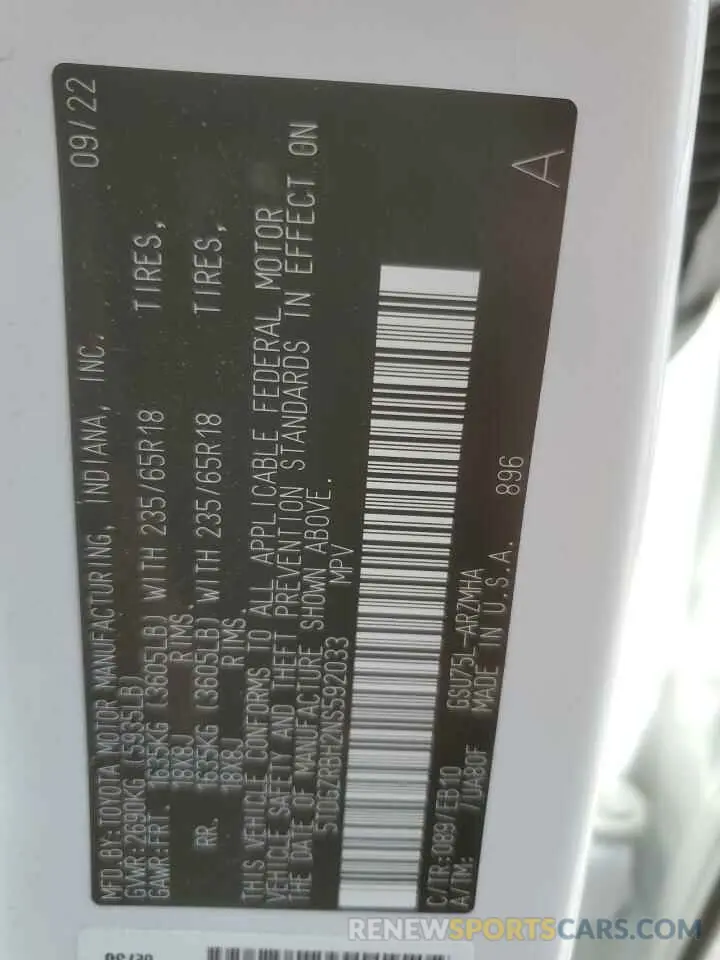 MFD. BY: TOYOTA MOTOR MANUFACTURING, INDIANA, INC. 09/22
GVWR: 2690KG (5935LB)
GAWR: FRT. 1635KG (3605LB) WITH 235/65R18 TIRES,
18X8J RIMS.
RR. 1635KG (3605LB) WITH 235/65R18 TIRES,
18X8J RIMS.
THIS VEHICLE CONFORMS TO ALL APPLICABLE FEDERAL MOTOR
VEHICLE SAFETY AND THEFT PREVENTION STANDARDS IN EFFECT ON
THE DATE OF MANUFACTURE SHOWN ABOVE.
5TDGZRBH2NS592033 MPV
C/TR: 089/EB10 GSU75L-ARZMHA
A/TM: /UA80F MADE IN U.S.A. 896
A
RENEWSPORTSCARS.COM